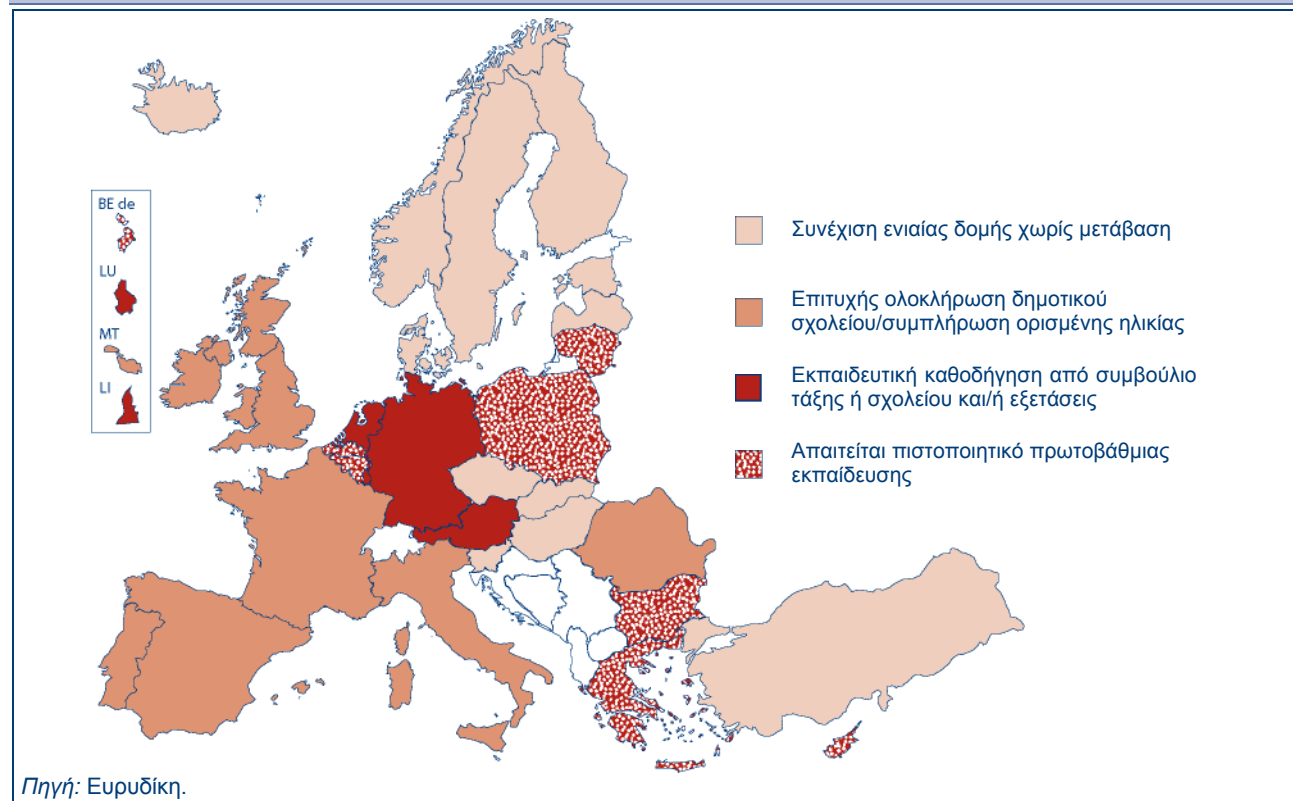 BE de
LU
MT
LI
Συνέχιση ενιαίας δομής χωρίς μετάβαση
Επιτυχής ολοκλήρωση δημοτικού
σχολείου/συμπλήρωση ορισμένης ηλικίας
Εκπαιδευτική καθοδήγηση από συμβούλιο
τάξης ή σχολείου και/ή εξετάσεις
Απαιτείται πιστοποιητικό πρωτοβάθμιας
εκπαίδευσης
Πηγή: Ευρυδίκη.